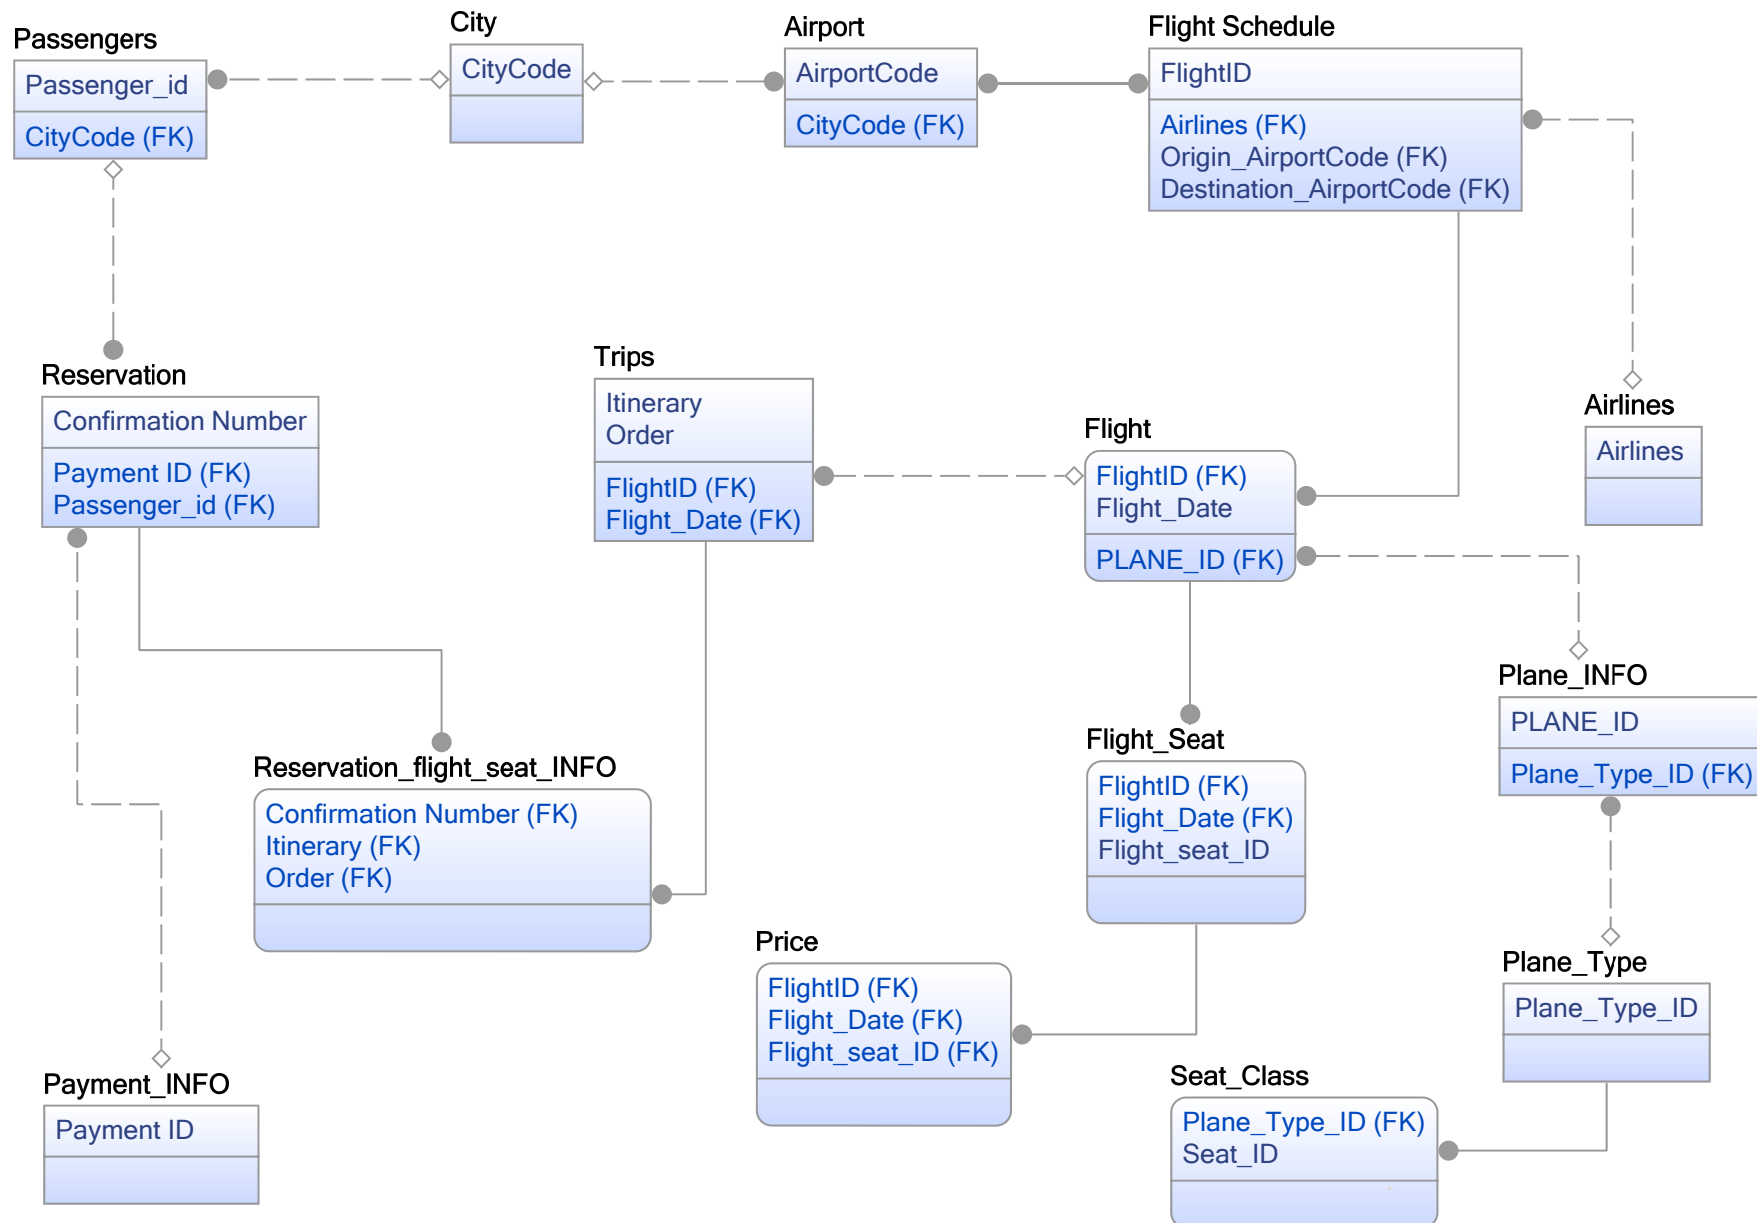 Passengers
Passenger_id
CityCode (FK)
City
CityCode
Airport
AirportCode
CityCode (FK)
Flight Schedule
FlightID
Airlines (FK)
Origin_AirportCode (FK)
Destination_AirportCode (FK)
Reservation
Confirmation Number
Payment ID (FK)
Passenger_id (FK)
Trips
Itinerary
Order
FlightID (FK)
Flight_Date (FK)
Flight
FlightID (FK)
Flight_Date
PLANE_ID (FK)
Airlines
Airlines
Reservation_flight_seat_INFO
Confirmation Number (FK)
Itinerary (FK)
Order (FK)
Flight_Seat
FlightID (FK)
Flight_Date (FK)
Flight_seat_ID
Plane_INFO
PLANE_ID
Plane_Type_ID (FK)
Price
FlightID (FK)
Flight_Date (FK)
Flight_seat_ID (FK)
Plane_Type
Plane_Type_ID
Payment_INFO
Payment ID
Seat_Class
Plane_Type_ID (FK)
Seat_ID